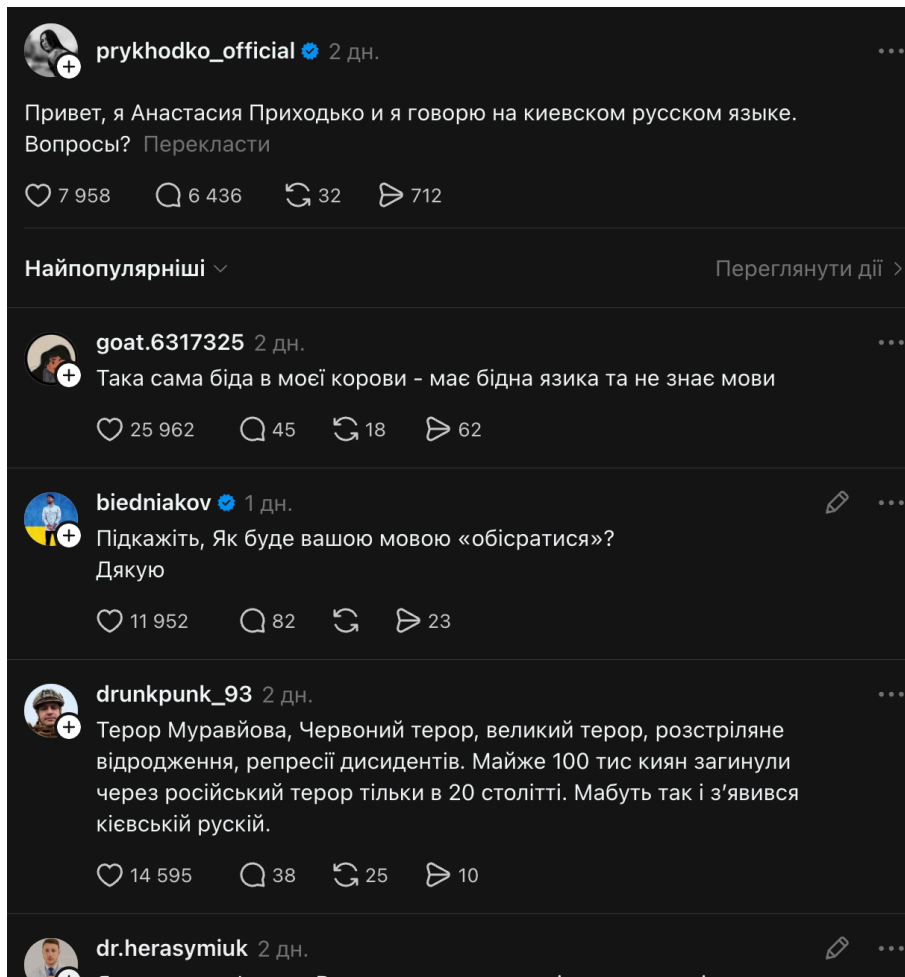 prykhodko_official 2 дн.
Привет, я Анастасия Приходько и я говорю на киевском русском языке.
Вопросы? Перекласти
7 958 6 436 32 712
Найпопулярніші Переглянути дії
goat.6317325 2 дн.
Така сама біда в моєї корови - має бідна язика та не знає мови
25 962 45 18 62
biedniakov 1 дн.
Підкажіть, Як буде вашою мовою «обісратися»?
Дякую
11 952 82 23
drunkpunk_93 2 дн.
Терор Муравйова, Червоний терор, великий терор, розстріляне
відродження, репресії дисидентів. Майже 100 тис киян загинули
через російський терор тільки в 20 столітті. Мабуть так і з’явився
кієвській рускій.
14 595 38 25 10
dr.herasymiuk 2 дн.